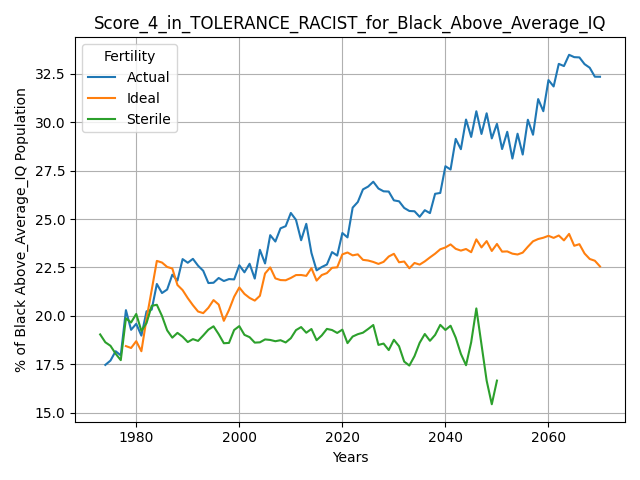 Score_4_in_TOLERANCE_RACIST_for_Black_Above_Average_IQ
Fertility
Actual
Ideal
Sterile
% of Black Above_Average_IQ Population
32.5
30.0
27.5
25.0
22.5
20.0
17.5
15.0
1980
2000
2020
2040
2060
Years